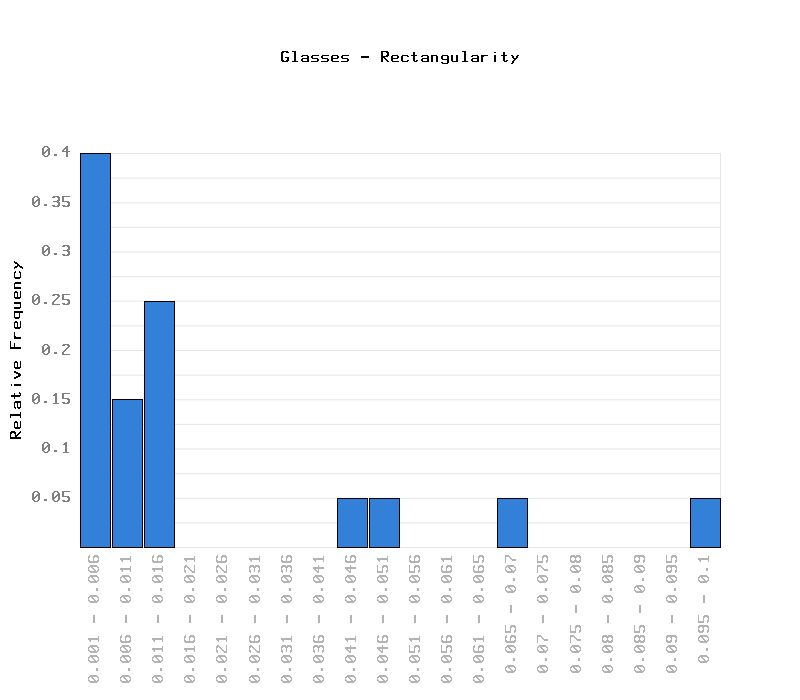 Glasses - Rectangularity
0.4
0.35
0.3
0.25
0.2
0.15
0.1
0.05
Relative Frequency
0.001 - 0.006
0.006 - 0.011
0.011 - 0.016
0.016 - 0.021
0.021 - 0.026
0.026 - 0.031
0.031 - 0.036
0.036 - 0.041
0.041 - 0.046
0.046 - 0.051
0.051 - 0.056
0.056 - 0.061
0.061 - 0.065
0.065 - 0.07
0.07 - 0.075
0.075 - 0.08
0.08 - 0.085
0.085 - 0.09
0.09 - 0.095
0.095 - 0.1